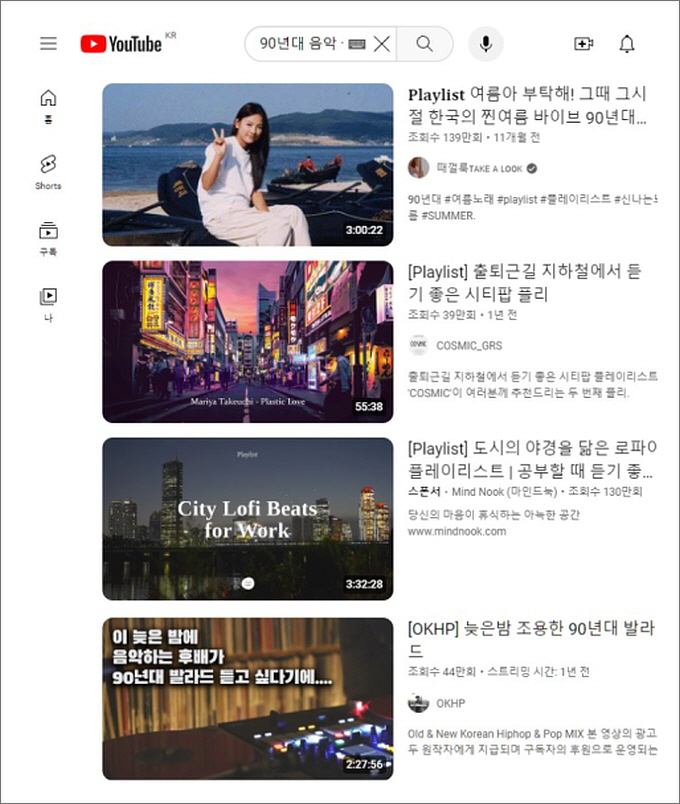 YouTube KR
90년대 음악 ·
홈
Shorts
구독
나
3:00:22
Playlist 여름아 부탁해! 그때 그시
절 한국의 찐여름 바이브 90년대...
조회수 139만회 • 11개월 전
때껄룩TAKE A LOOK
90년대 #여름노래 #playlist #플레이리스트 #신나는노
름 #SUMMER.
Mariya Takeuchi - Plastic Love
55:38
[Playlist] 출퇴근길 지하철에서 듣
기 좋은 시티팝 플리
조회수 39만회 • 1년 전
COSMIC_GRS
출퇴근길 지하철에서 듣기 좋은 시티팝 플레이리스트
'COSMIC'이 여러분께 추천드리는 두 번째 플리.
Playlist
City Lofi Beats
for Work
3:32:28
[Playlist] 도시의 야경을 닮은 로파이
플레이리스트 | 공부할 때 듣기 좋...
스폰서 · Mind Nook (마인드눅) • 조회수 130만회
당신의 마음이 휴식하는 아늑한 공간
www.mindnook.com
이 늦은 밤에
음악하는 후배가
90년대 발라드 듣고 싶다기에....
2:27:56
[OKHP] 늦은밤 조용한 90년대 발라
드
조회수 44만회 • 스트리밍 시간: 1년 전
OKHP
Old & New Korean Hiphop & Pop MIX 본 영상의 광고
두 원작자에게 지급되며 구독자의 후원으로 운영되는